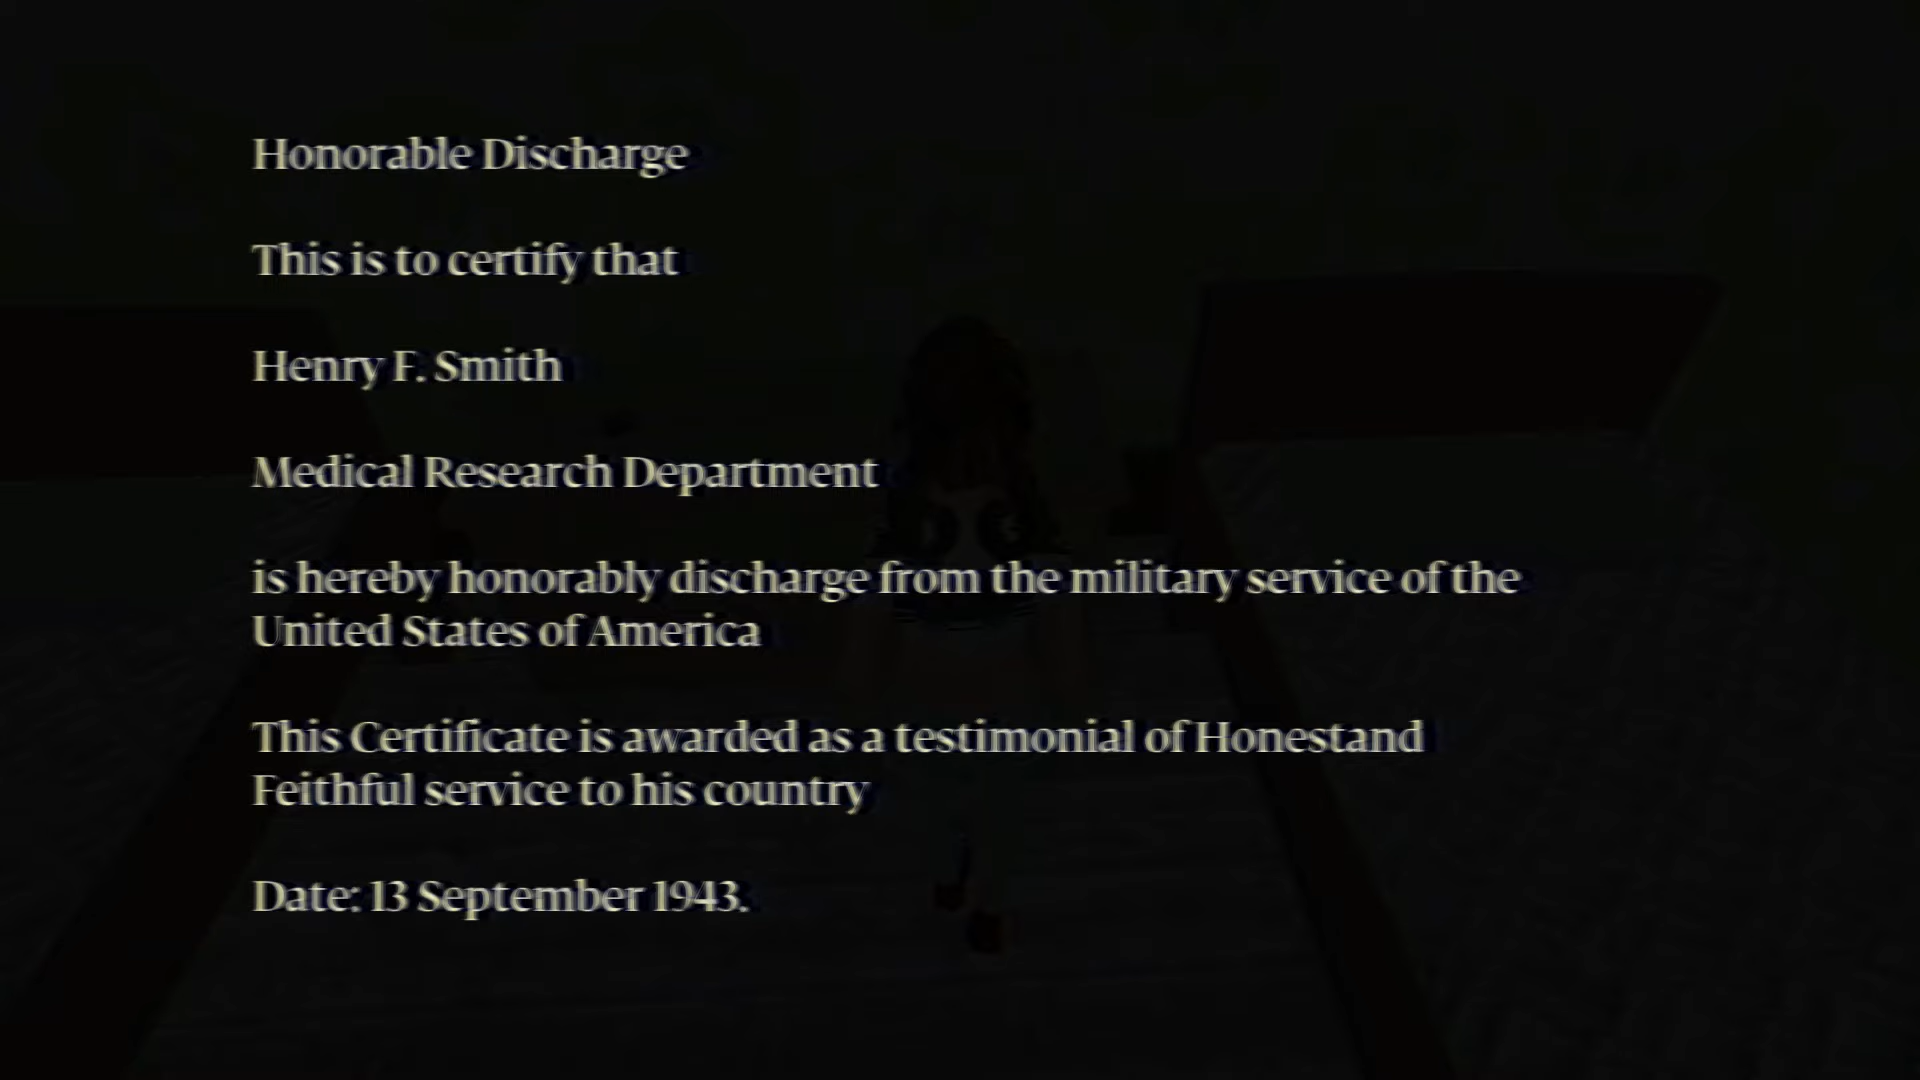 Honorable Discharge
This is to certify that
Henry F. Smith
Medical Research Department
is hereby honorably discharge from the military service of the
United States of America
This Certificate is awarded as a testimonial of Honestand
Feithful service to his country
Date: 13 September 1943.